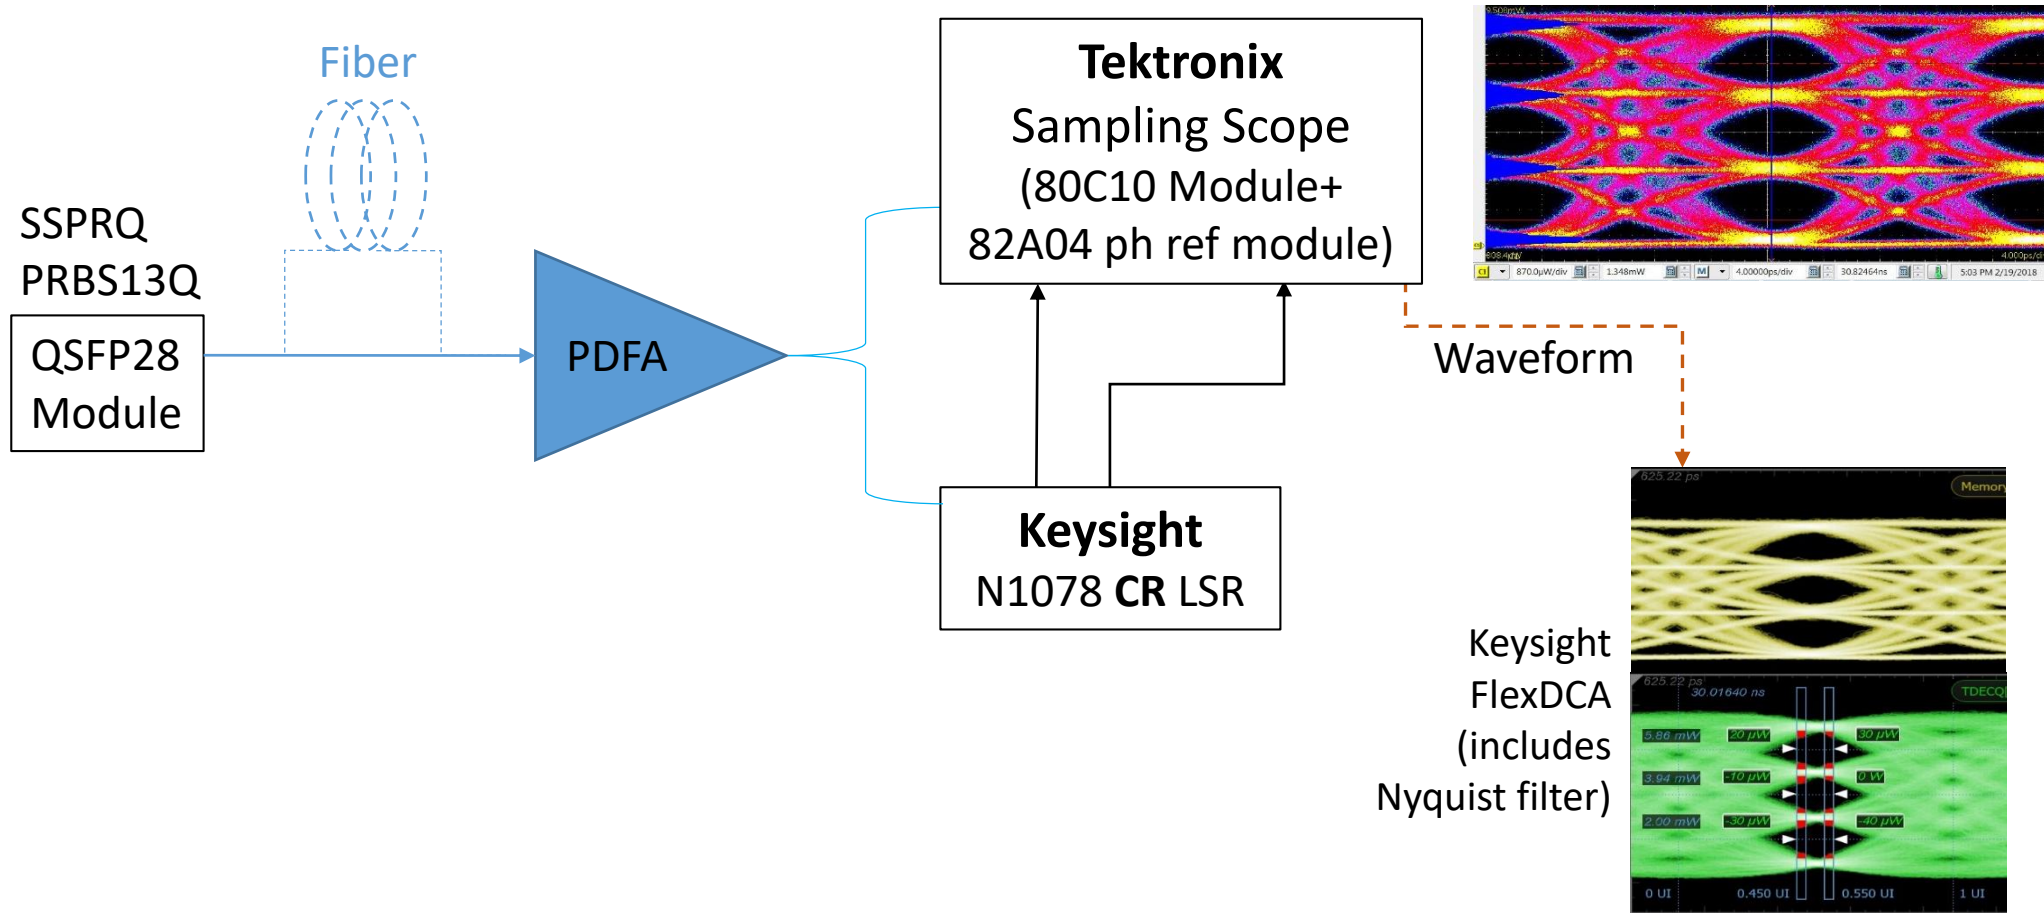 Fiber
SSPRQ
PRBS13Q
QSFP28
Module
PDFA
Tektronix
Sampling Scope
(80C10 Module+
82A04 ph ref module)
Keysight
N1078 CR LSR
870.0µW/div
1.348mW
M
4.00000ps/div
30.82464ns
5:03 PM 2/19/2018
Waveform
625.22 ps
Memory
Keysight
FlexDCA
(includes
Nyquist filter)
625.22 ps
30.01640 ns
TDECQ
5.86 mW 20 µW 30 µW
3.94 mW -10 µW 0 W
2.00 mW -30 µW -40 µW
0 UI 0.450 UI 0.550 UI 1 UI